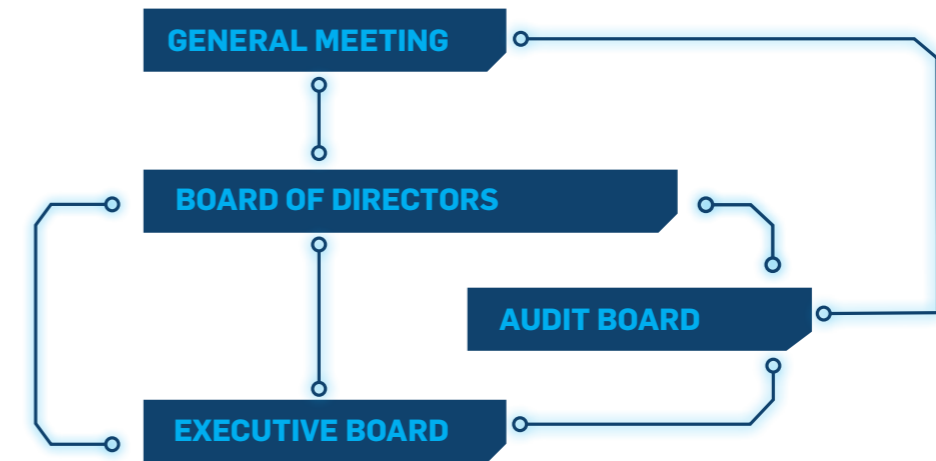 GENERAL MEETING
BOARD OF DIRECTORS
AUDIT BOARD
EXECUTIVE BOARD